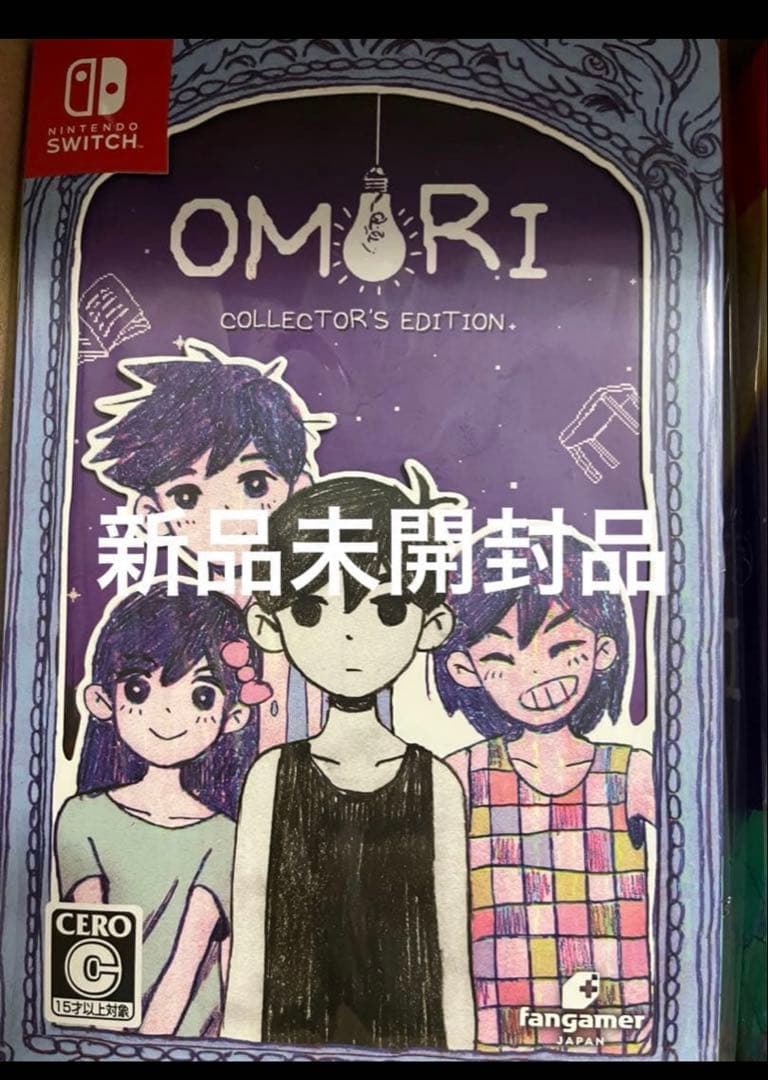 NINTENDO
SWITCH
OMORI
COLLECTOR'S EDITION
新品未開封品
CERO
C
15才以上対象
fangamer
JAPAN